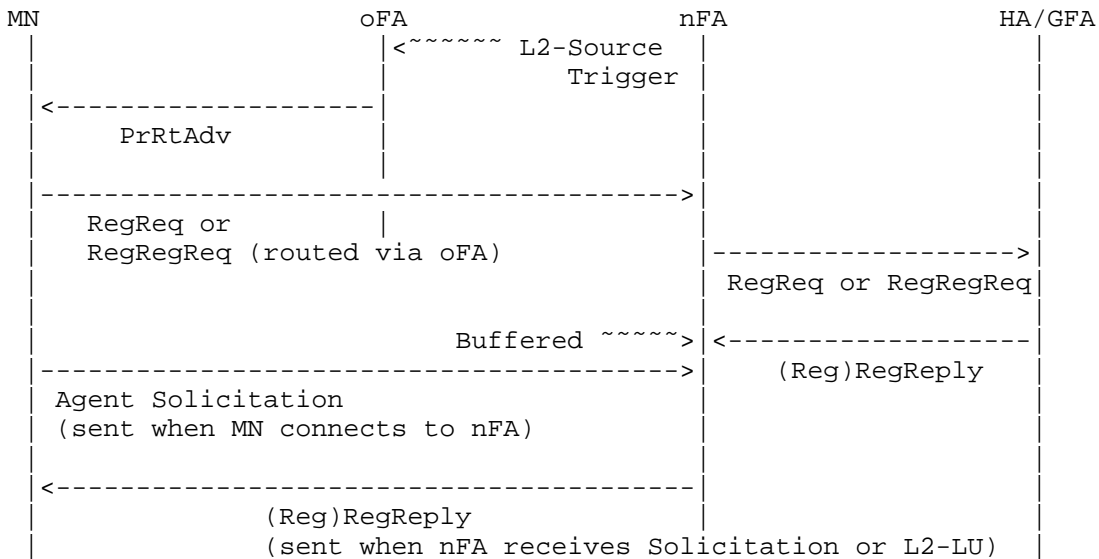 MN oFA nFA HA/GFA
L2-Source
Trigger
PrRtAdv
RegReq or
RegRegReq (routed via oFA)
RegReq or RegRegReq
Buffered
(Reg)RegReply
Agent Solicitation
(sent when MN connects to nFA)
(Reg)RegReply
(sent when nFA receives Solicitation or L2-LU)